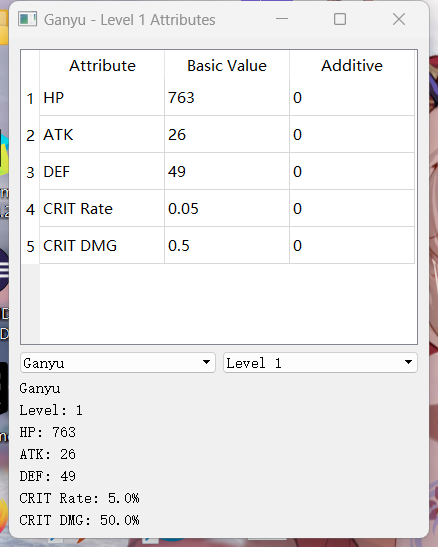 Ganyu - Level 1 Attributes
Attribute Basic Value Additive
1 HP 763 0
2 ATK 26 0
3 DEF 49 0
4 CRIT Rate 0.05 0
5 CRIT DMG 0.5 0
Ganyu Level 1
Ganyu
Level: 1
HP: 763
ATK: 26
DEF: 49
CRIT Rate: 5.0%
CRIT DMG: 50.0%